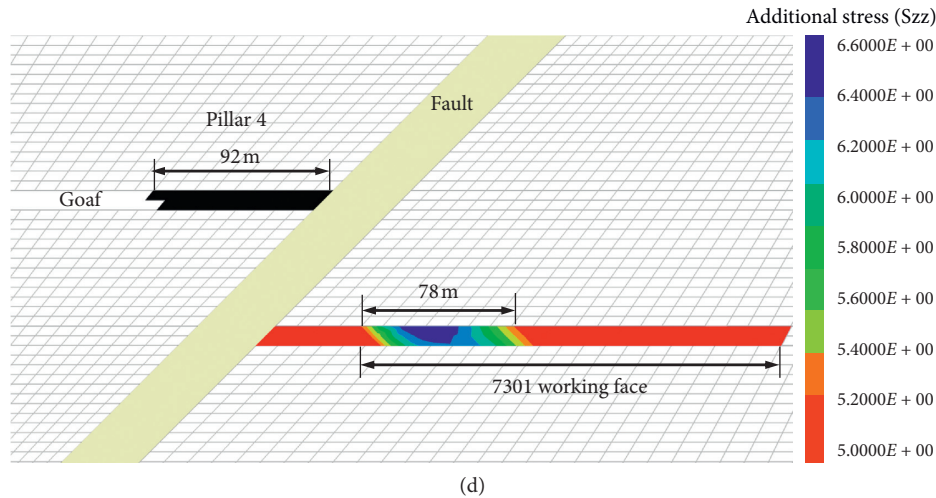 Additional stress (Szz)
6.6000E + 00
6.4000E + 00
6.2000E + 00
6.0000E + 00
5.8000E + 00
5.6000E + 00
5.4000E + 00
5.2000E + 00
5.0000E + 00
Fault
Pillar 4
92 m
Goaf
78 m
7301 working face
(d)